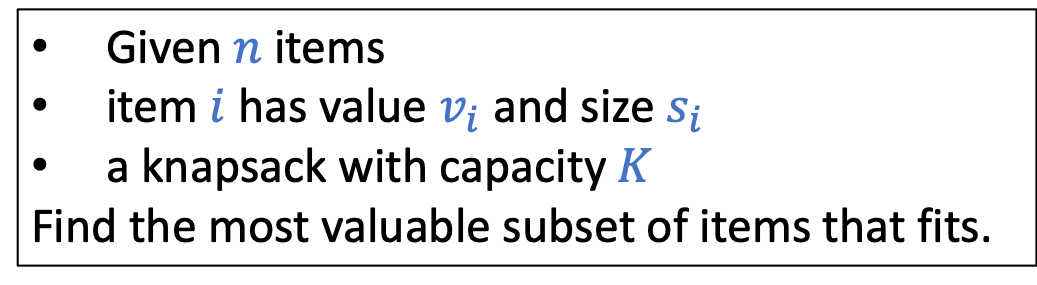 • Given n items
• item i has value vᵢ and size sᵢ
• a knapsack with capacity K
Find the most valuable subset of items that fits.